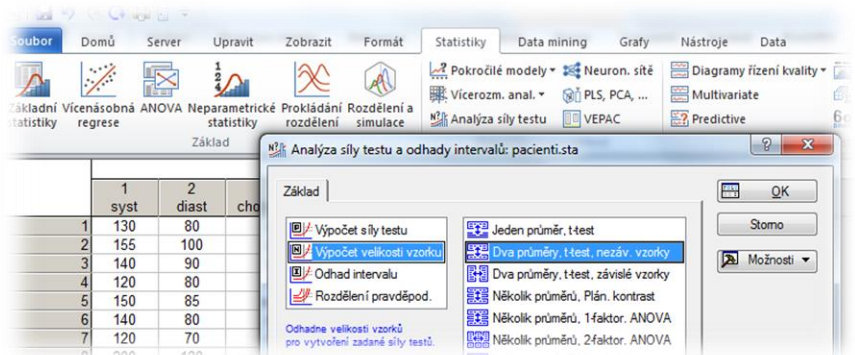 Soubor Domů Server Upravit Zobrazit Formát Statistiky Data mining Grafy Nástroje Data
Pokročilé modely Neuron. sítě Diagramy řízení kvality
Vícerozm. anal. PLS, PCA, ... Multivariate
Základní statistiky Vícenásobná regrese ANOVA Neparametrické statistiky Prokládání rozdělení Rozdělení a simulace
Analýza síly testu VEPAC Predictive
Základ
Analýza síly testu a odhady intervalů: pacienti.sta
Základ
OK
Storno
Možnosti
Výpočet síly testu
Výpočet velikosti vzorku
Odhad intervalu
Rozdělení pravděpod.
Odhadne velikosti vzorků
pro vytvoření zadané síly testů.
Jeden průměr, t-test
Dva průměry, t-test, nezáv. vzorky
Dva průměry, t-test, závislé vzorky
Několik průměrů, Plán. kontrast
Několik průměrů, 1-faktor. ANOVA
Několik průměrů, 2-faktor. ANOVA
1 2
syst diast cho
1 130 80
2 155 100
3 140 90
4 120 80
5 150 85
6 140 80
7 120 70